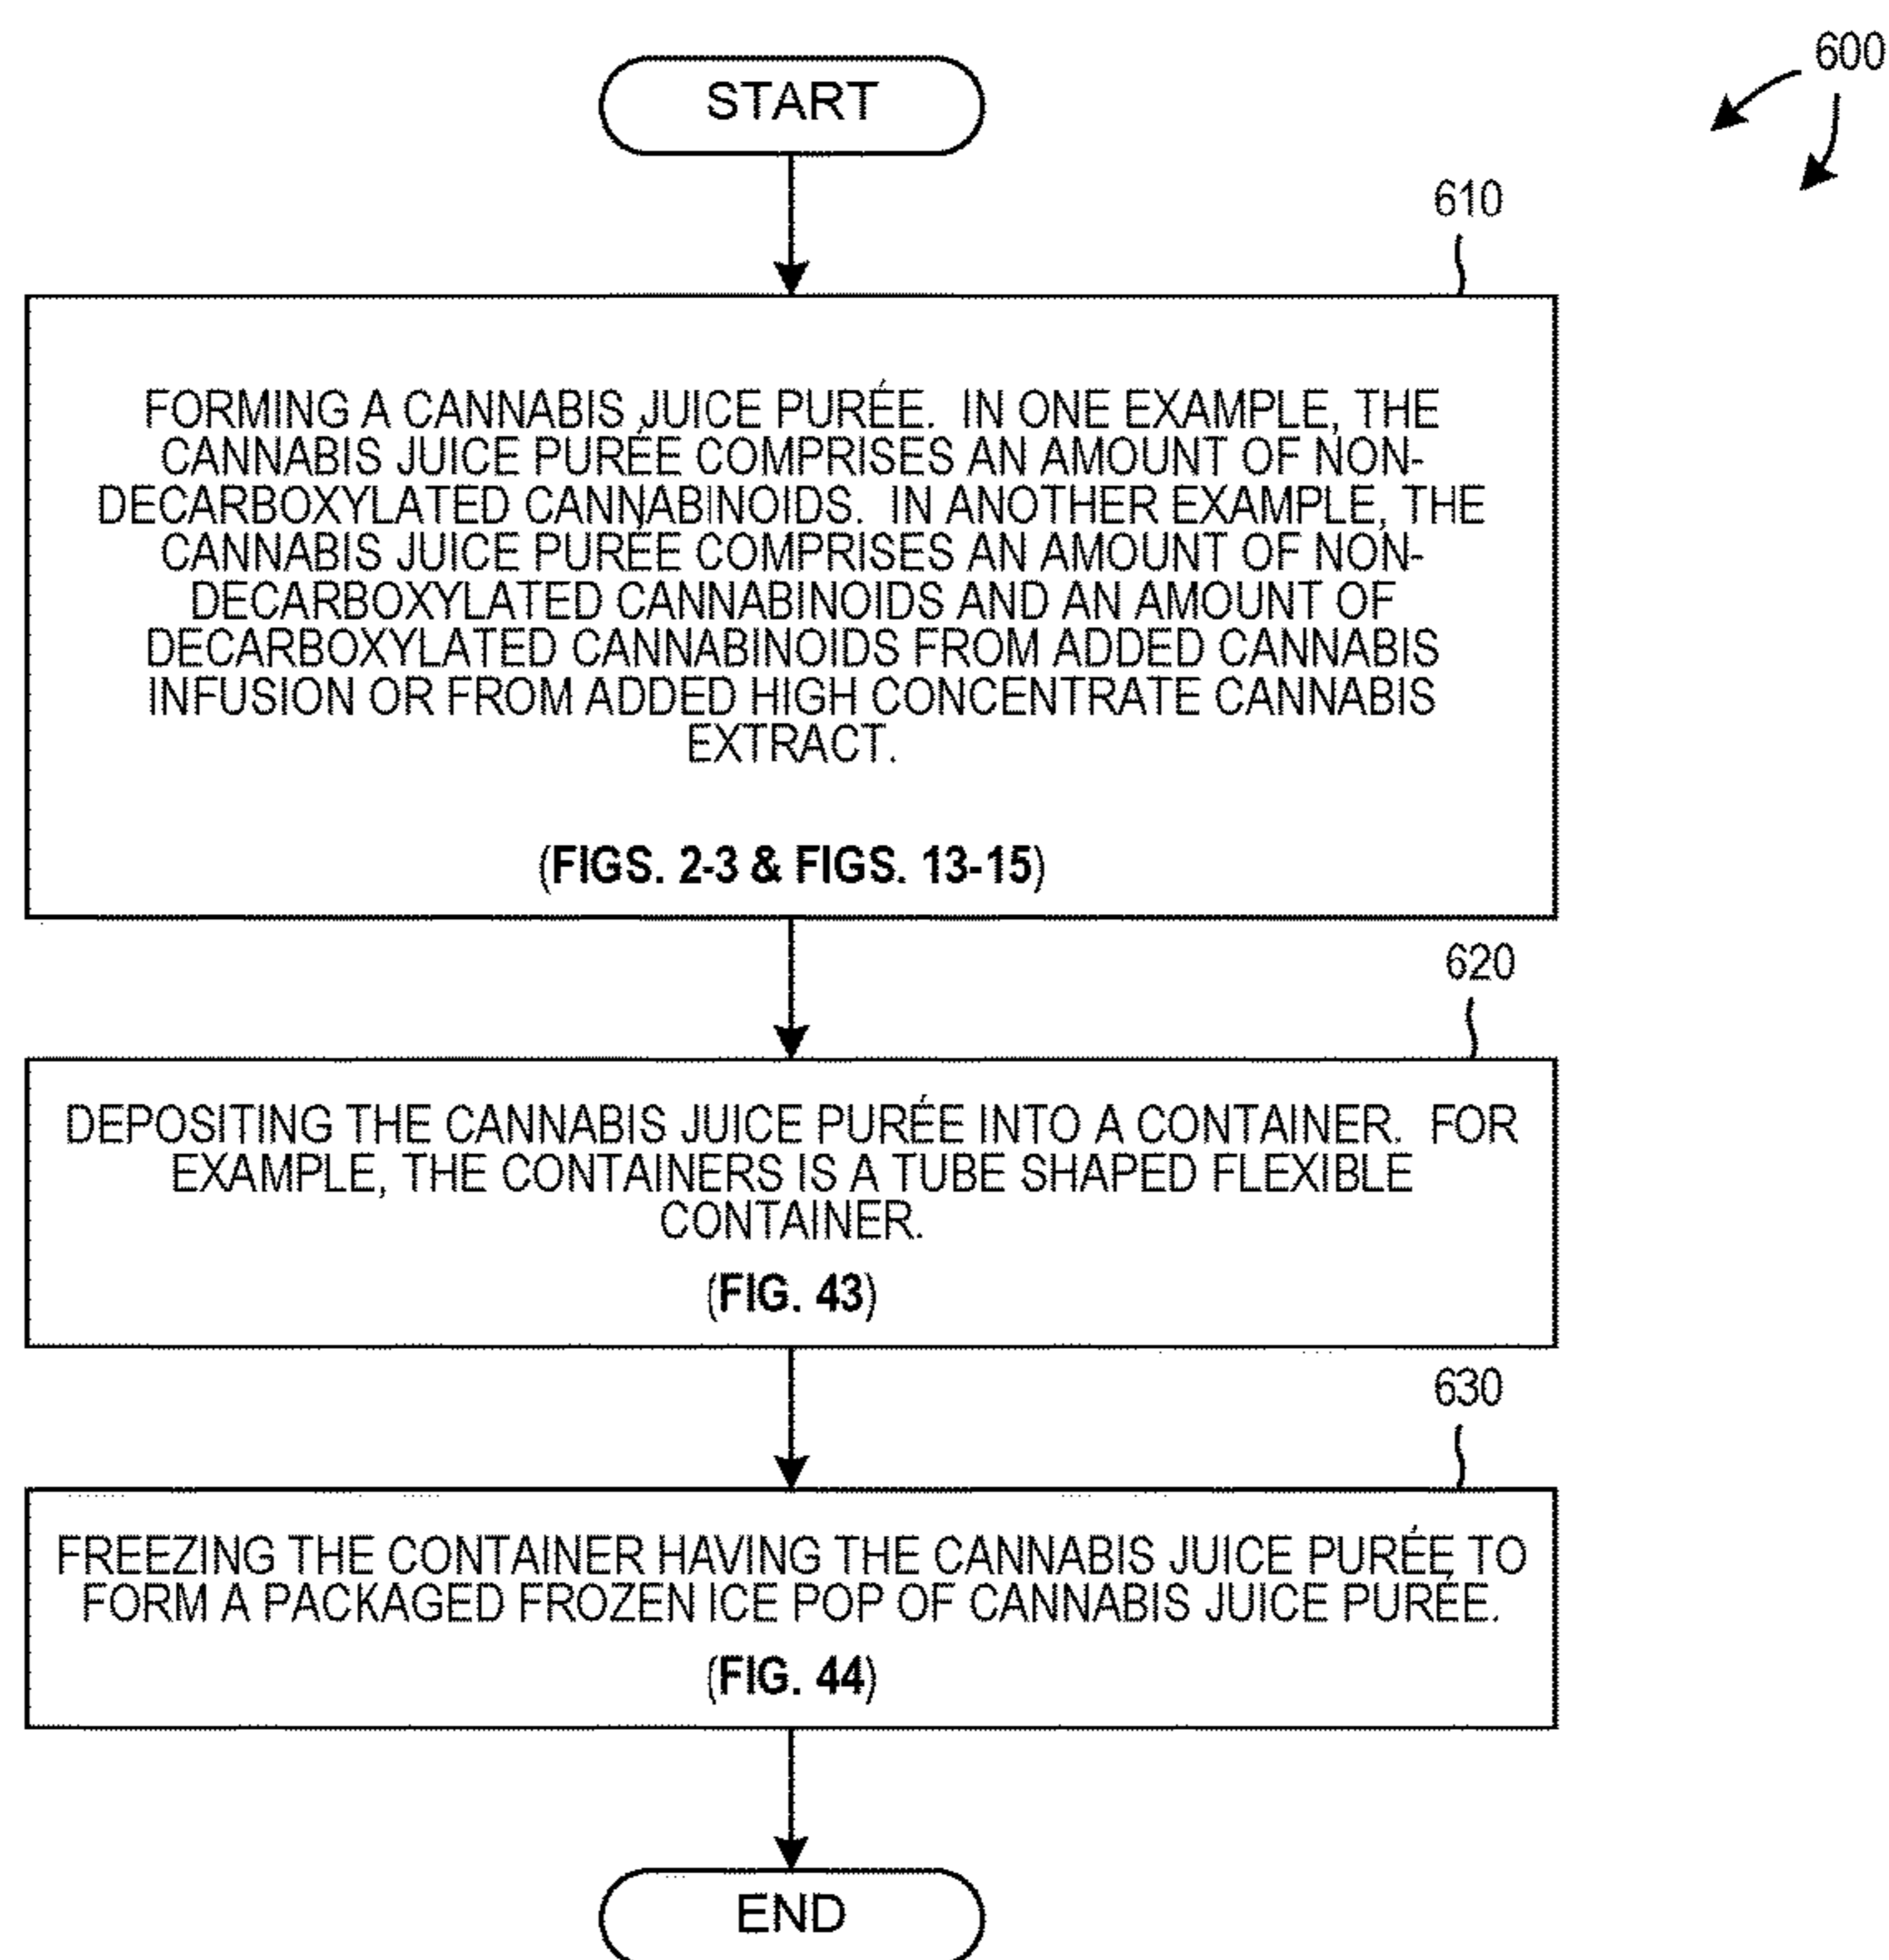 600
START
610
FORMING A CANNABIS JUICE PURÉE. IN ONE EXAMPLE, THE
CANNABIS JUICE PURÉE COMPRISES AN AMOUNT OF NON-
DECARBOXYLATED CANNABINOIDS. IN ANOTHER EXAMPLE, THE
CANNABIS JUICE PURÉE COMPRISES AN AMOUNT OF NON-
DECARBOXYLATED CANNABINOIDS AND AN AMOUNT OF
DECARBOXYLATED CANNABINOIDS FROM ADDED CANNABIS
INFUSION OR FROM ADDED HIGH CONCENTRATE CANNABIS
EXTRACT.
(FIGS. 2-3 & FIGS. 13-15)
620
DEPOSITING THE CANNABIS JUICE PURÉE INTO A CONTAINER. FOR
EXAMPLE, THE CONTAINERS IS A TUBE SHAPED FLEXIBLE
CONTAINER.
(FIG. 43)
630
FREEZING THE CONTAINER HAVING THE CANNABIS JUICE PURÉE TO
FORM A PACKAGED FROZEN ICE POP OF CANNABIS JUICE PURÉE.
(FIG. 44)
END